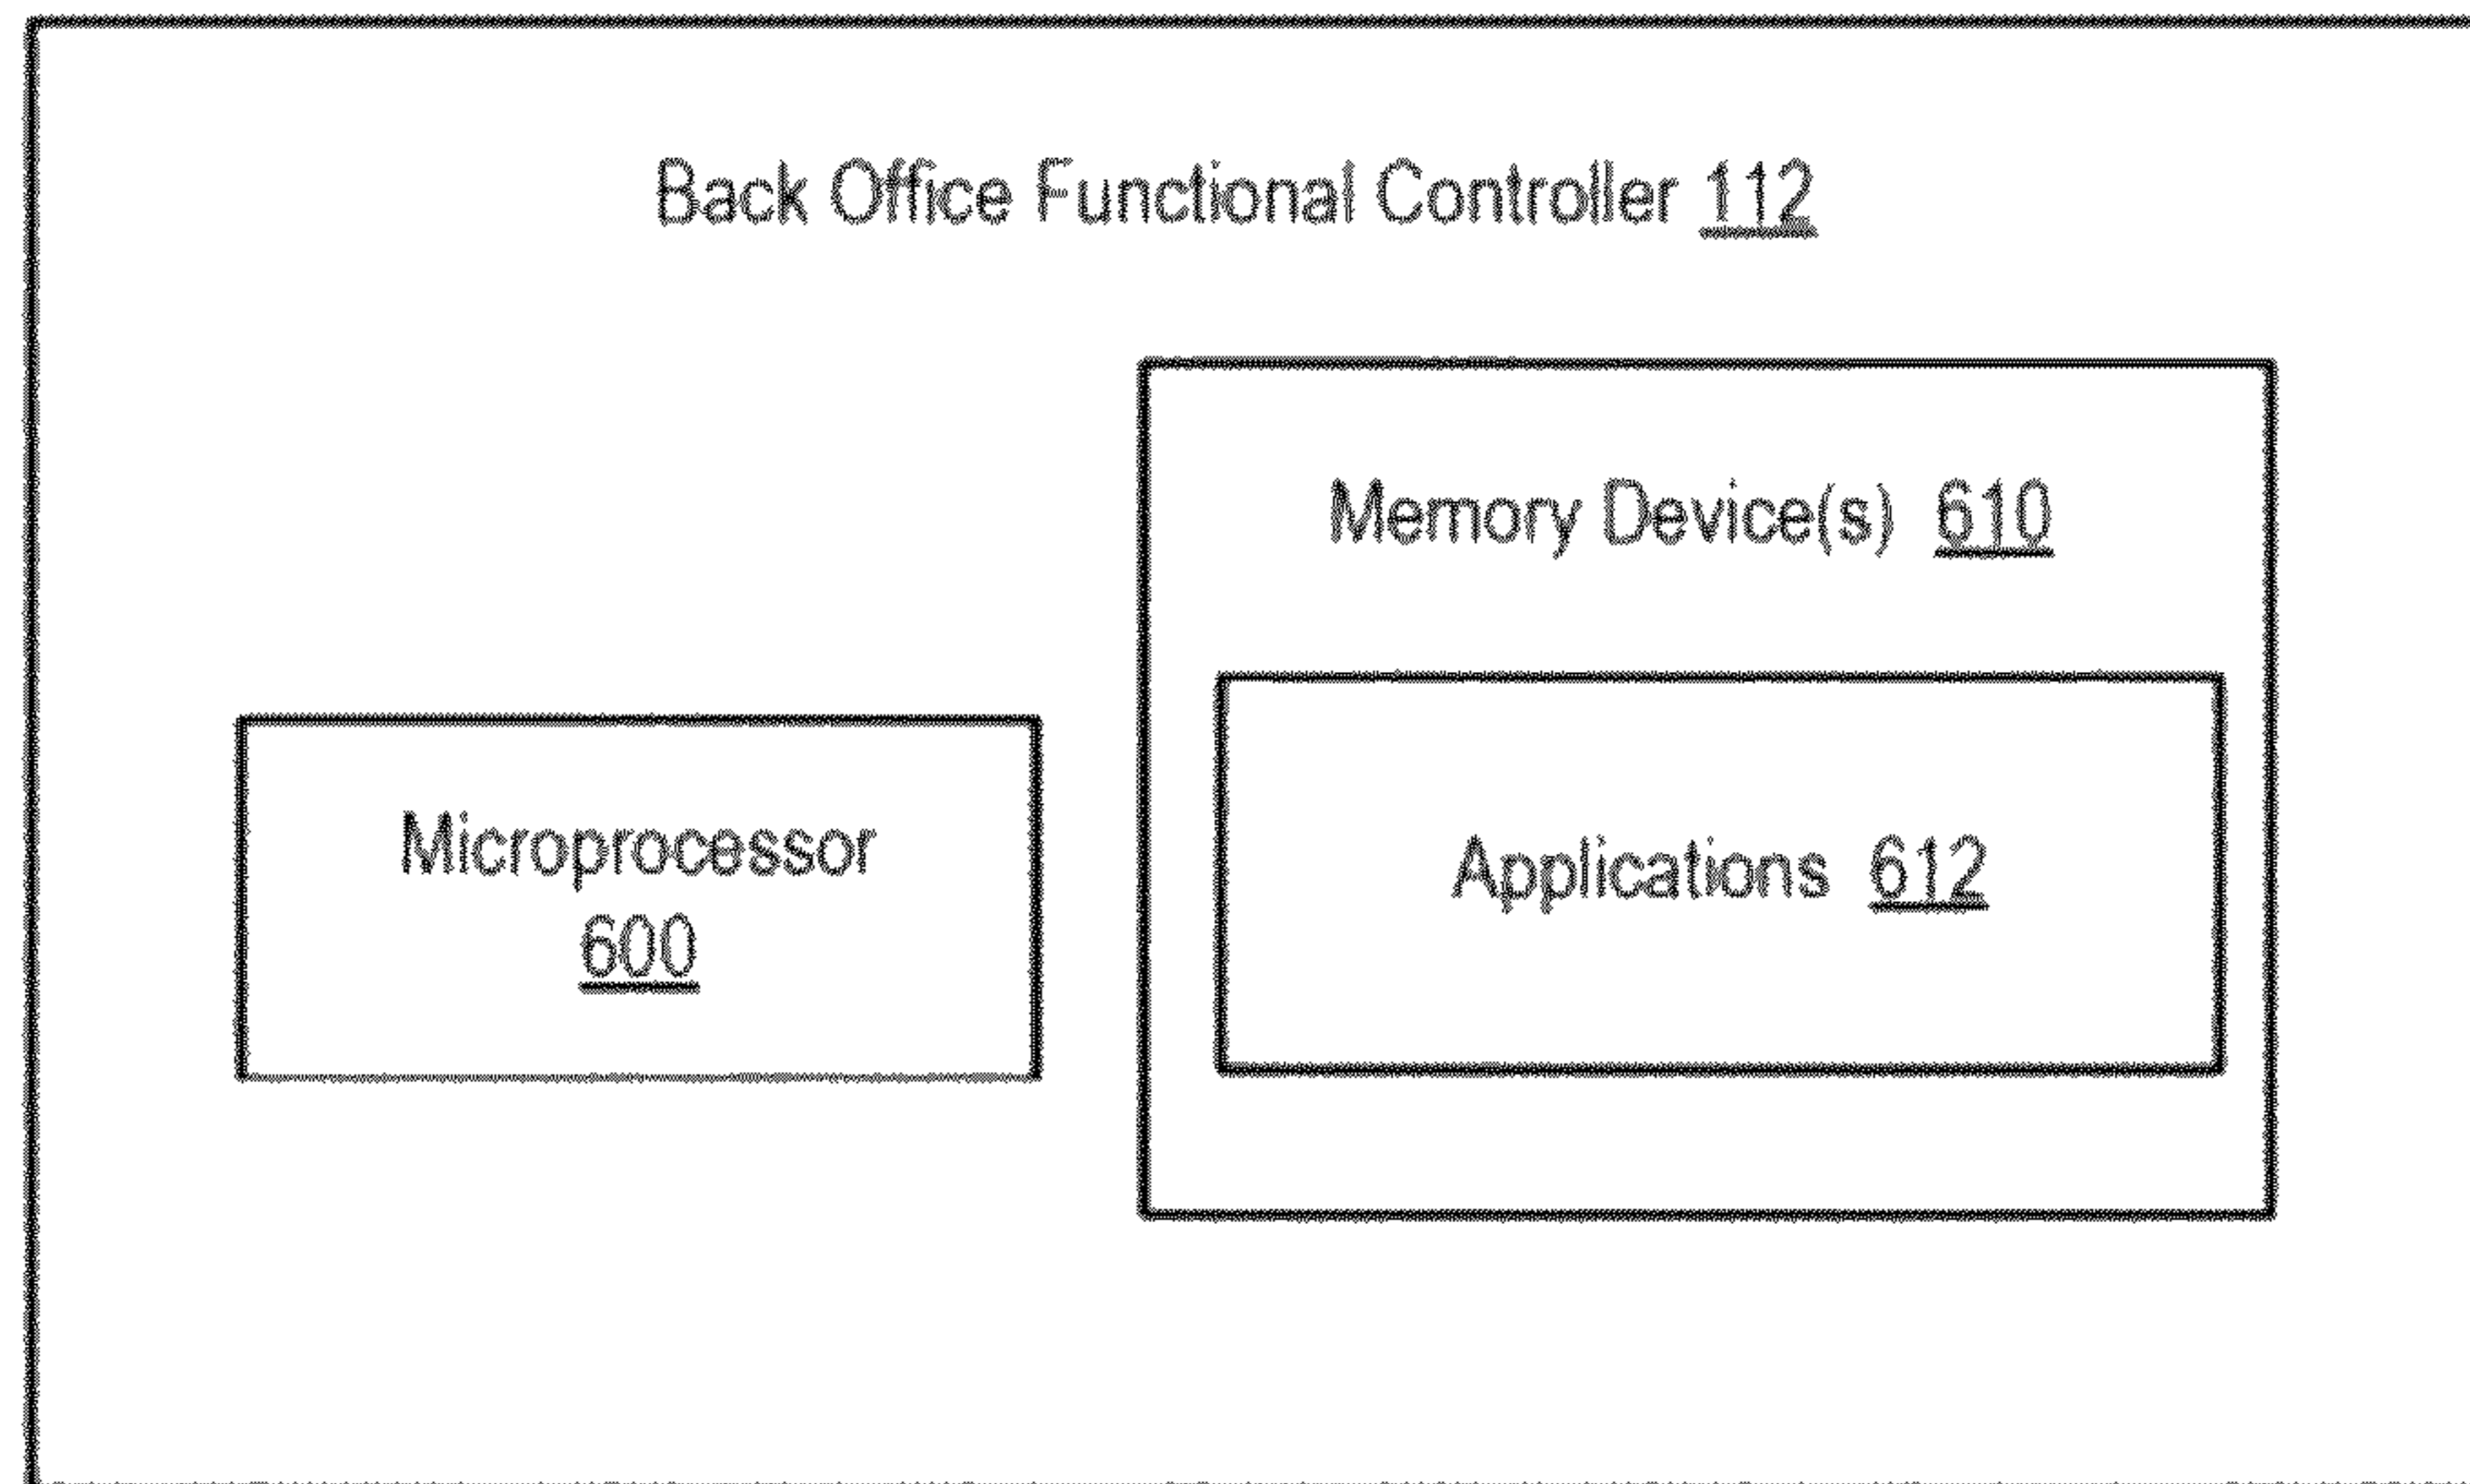 Back Office Functional Controller 112
Memory Device(s) 610
Microprocessor
600
Applications 612